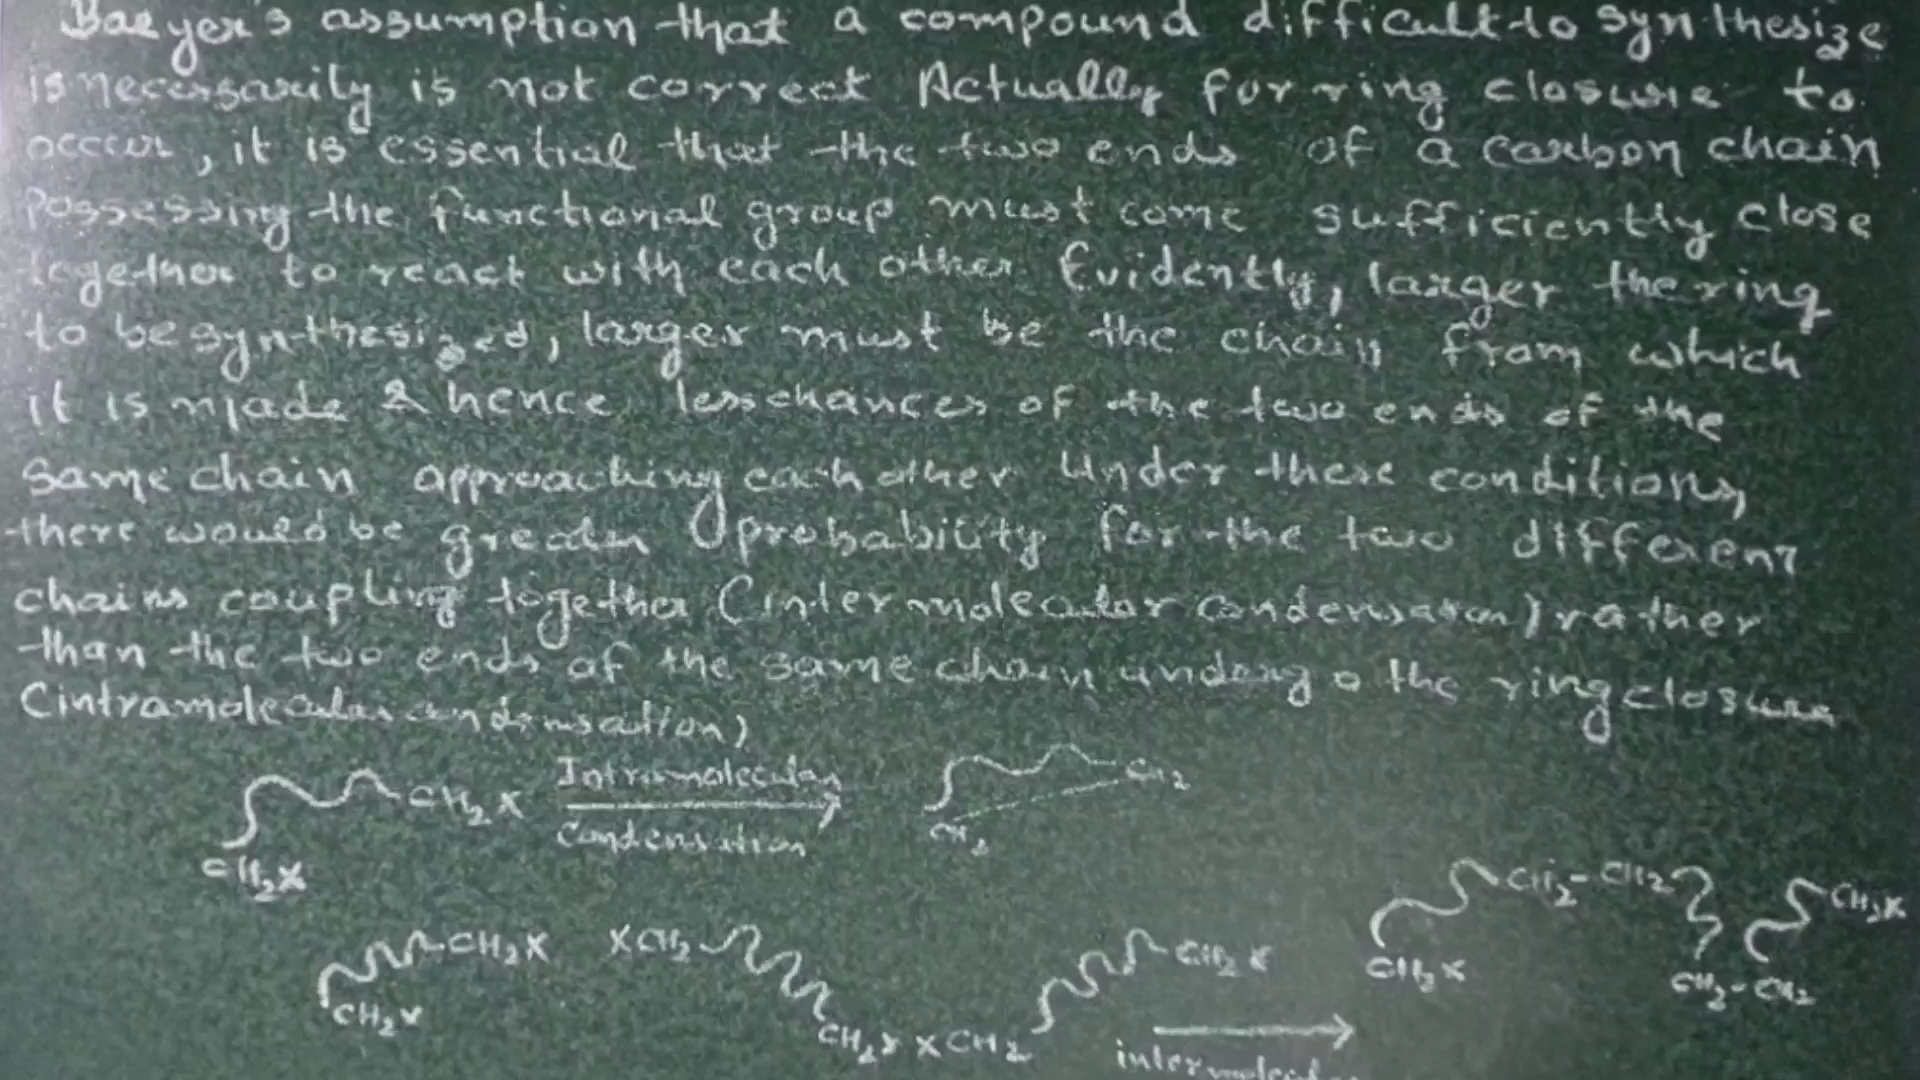 Baeyer's assumption that a compound difficult to synthesize
is necessarily is not correct Actually for ring closure to
occur, it is essential that the two ends of a carbon chain
Possessing the functional group must come sufficiently close
together to react with each other Evidently, larger the ring
to be synthesized, larger must be the chain from which
it is made & hence less chances of the two ends of the
same chain approaching each other Under these conditions,
there would be greater probability for the two different
chains coupling together (intermolecular condensation) rather
than the two ends of the same chain undergo the ring closure
(intramolecular condensation)
CH2X Intramolecular CH2
Condensation CH2
CH2X
CH2-CH2 CH2X
CH2X XCH2 CH2X CH2X
CH2X CH2-CH2
CH2X XCH2